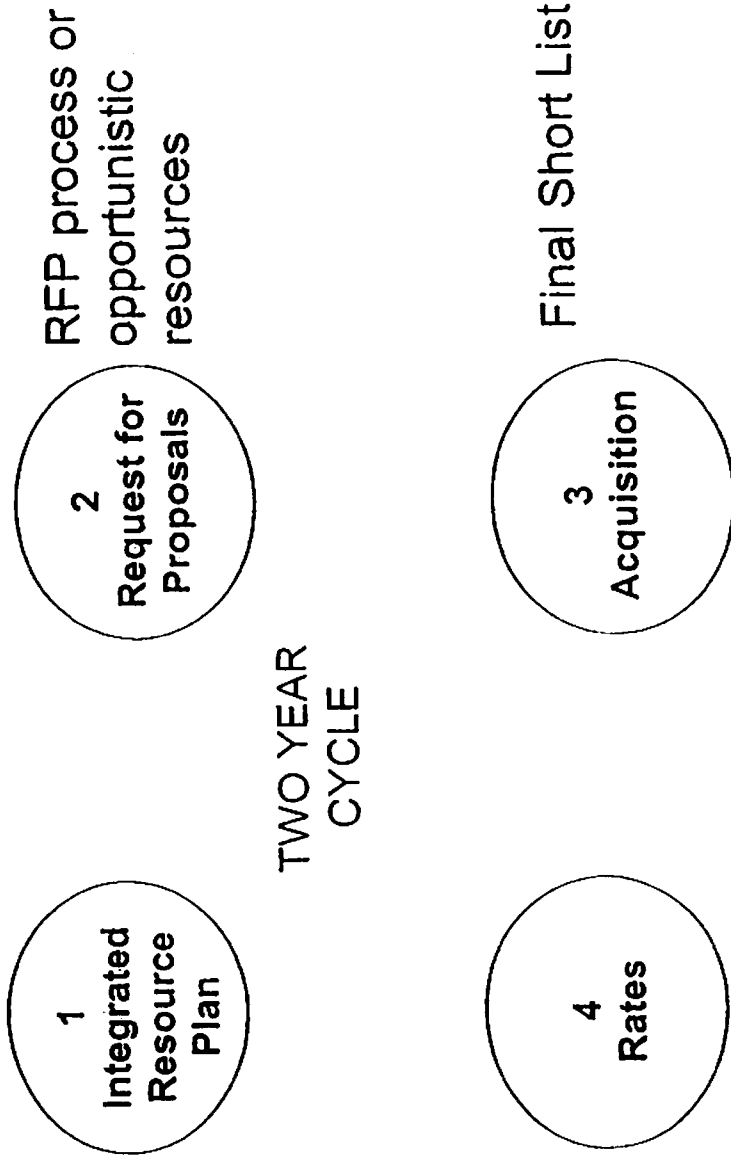 1
Integrated
Resource
Plan
2
Request for
Proposals
RFP process or
opportunistic
resources
TWO YEAR
CYCLE
4
Rates
3
Acquisition
Final Short List